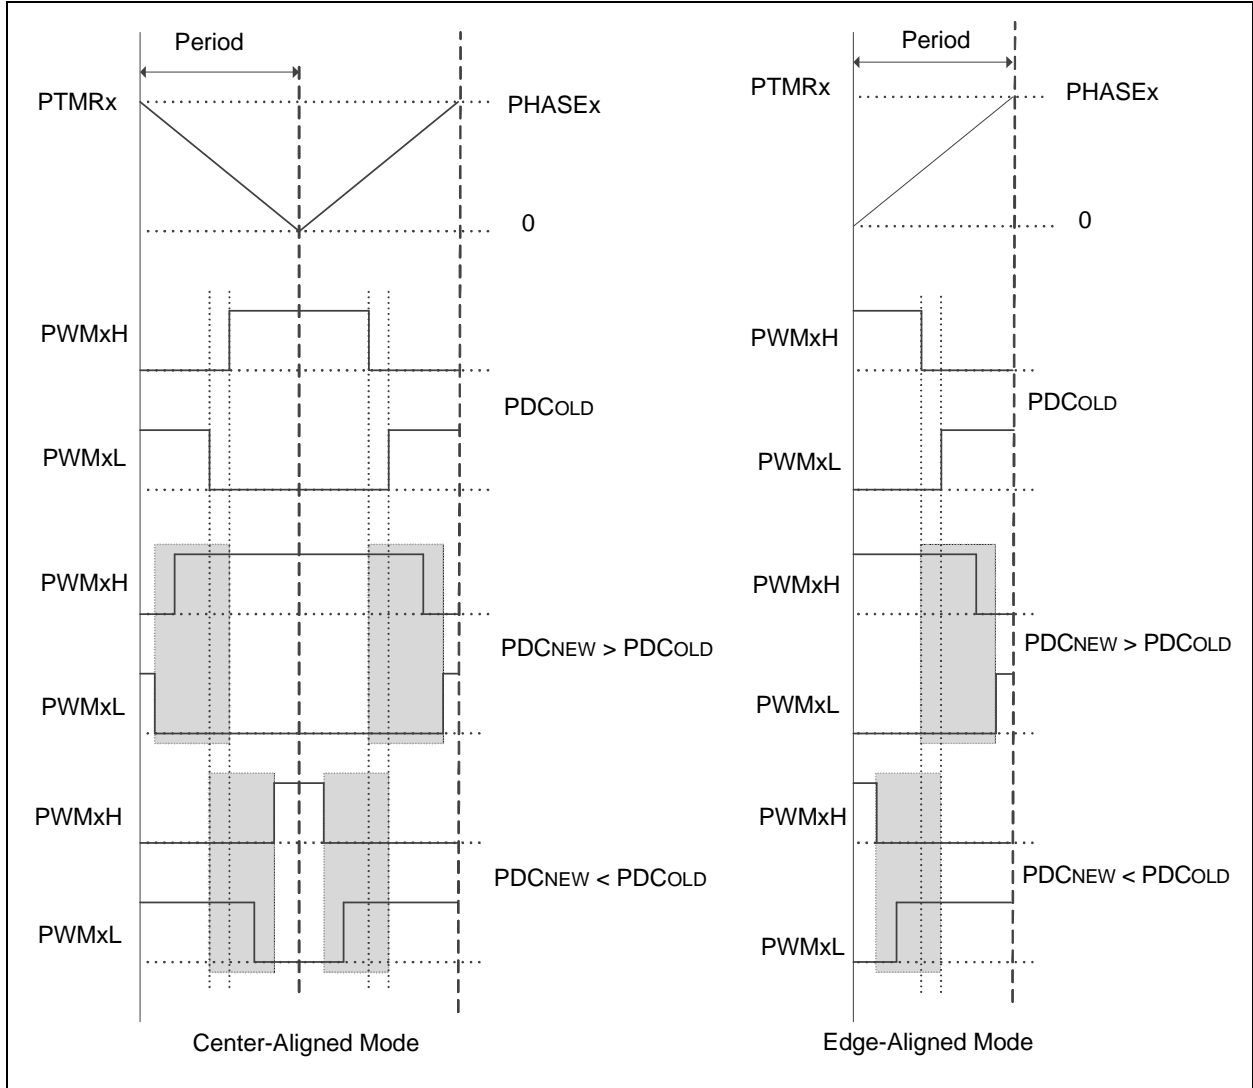 Period
PTMRx
PHASEx
0
PWMxH
PDCOLD
PWMxL
PWMxH
PDCNEW > PDCOLD
PWMxL
PWMxH
PDCNEW < PDCOLD
PWMxL
Center-Aligned Mode
Period
PTMRx
PHASEx
0
PWMxH
PDCOLD
PWMxL
PWMxH
PDCNEW > PDCOLD
PWMxL
PWMxH
PDCNEW < PDCOLD
PWMxL
Edge-Aligned Mode